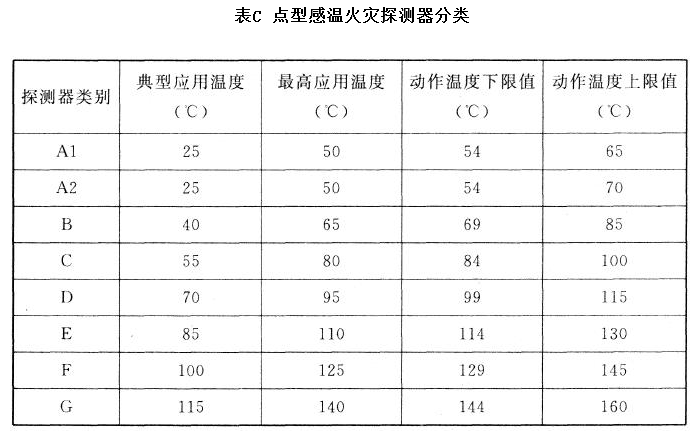 表C 点型感温火灾探测器分类
探测器类别 典型应用温度（℃） 最高应用温度（℃） 动作温度下限值（℃） 动作温度上限值（℃）
A1 25 50 54 65
A2 25 50 54 70
B 40 65 69 85
C 55 80 84 100
D 70 95 99 115
E 85 110 114 130
F 100 125 129 145
G 115 140 144 160